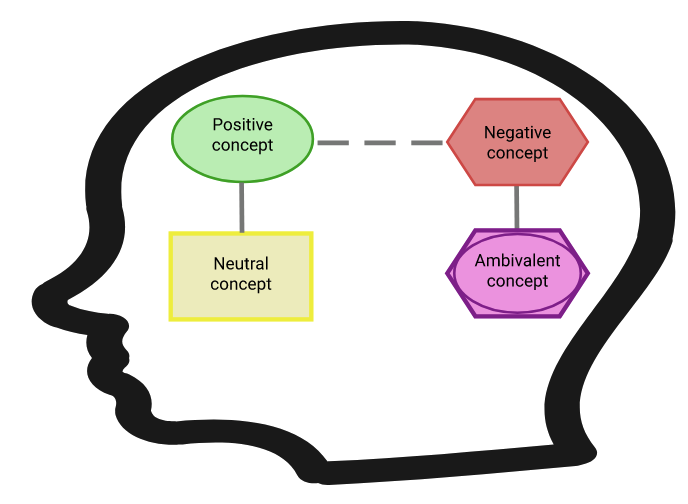 Positive
concept
Negative
concept
Neutral
concept
Ambivalent
concept